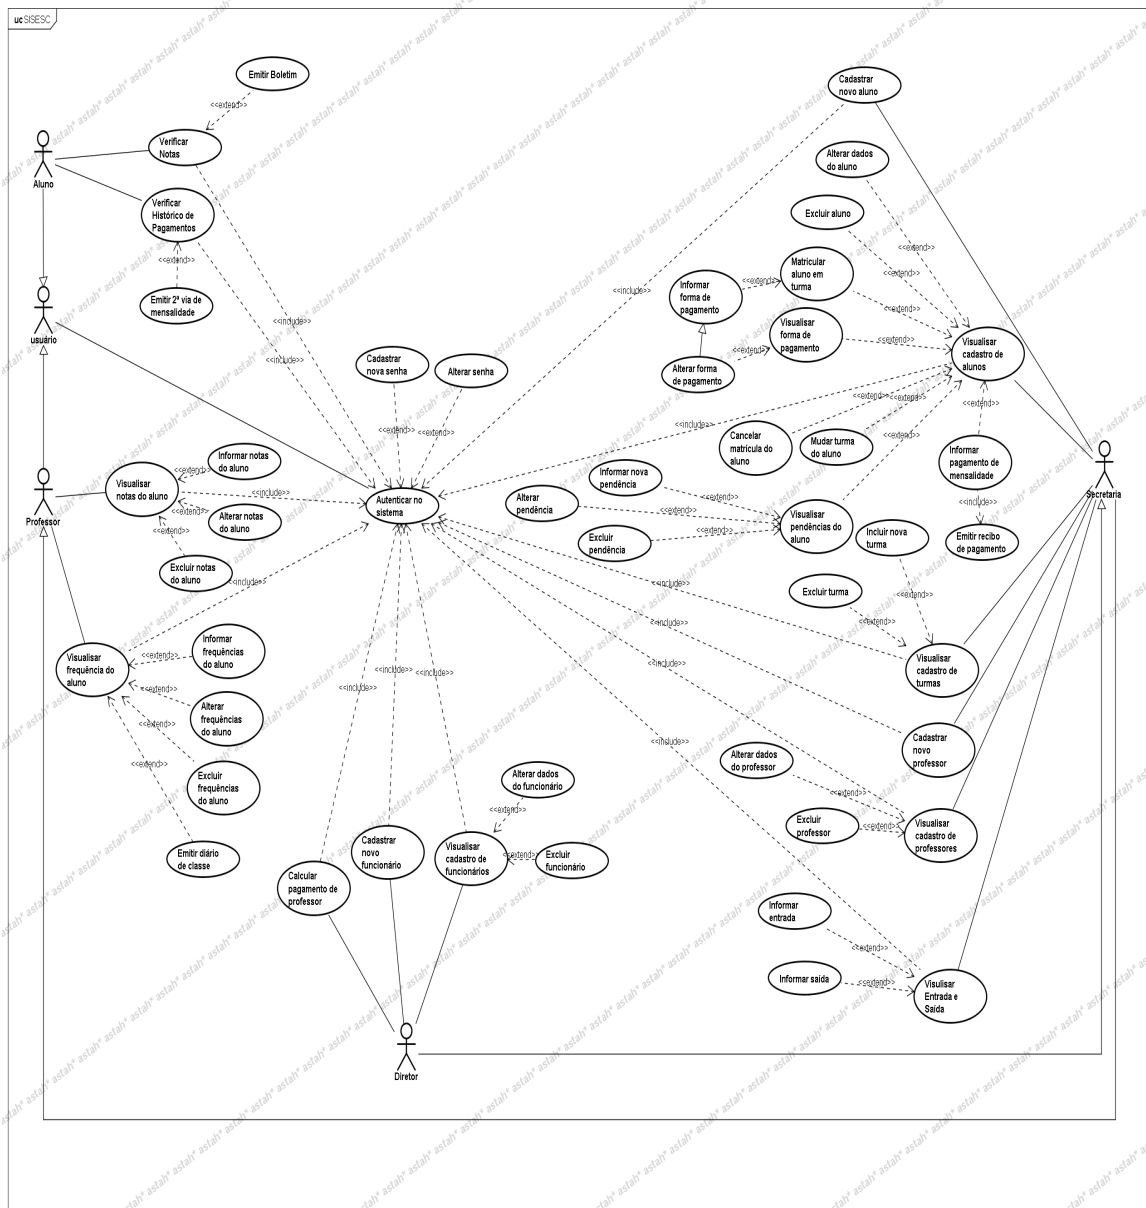 uc SISESC
Emitir Boletim
<<extend>>
Verificar
Notas
Aluno
Verificar
Histórico de
Pagamentos
<<extend>>
Emitir 2ª via de
mensalidade
usuário
<<include>>
<<include>>
Cadastrar
nova senha
Alterar senha
<<extend>>
<<extend>>
Autenticar no
sistema
Cadastrar
novo aluno
<<include>>
Alterar dados
do aluno
<<extend>>
Excluir aluno
<<extend>>
Matricular
aluno em
turma
<<extend>>
Informar
forma de
pagamento
<<extend>>
Visualisar
forma de
pagamento
<<extend>>
Alterar forma
de pagamento
<<extend>>
Visualisar
cadastro de
alunos
<<include>>
<<extend>>
<<extend>>
<<extend>>
<<extend>>
Cancelar
matrícula do
aluno
Mudar turma
do aluno
Informar
pagamento de
mensalidade
<<include>>
Emitir recibo
de pagamento
Secretaria
Informar nova
pendência
<<extend>>
Alterar
pendência
<<extend>>
Excluir
pendência
<<extend>>
Visualisar
pendências do
aluno
Incluir nova
turma
<<extend>>
Excluir turma
<<extend>>
Visualisar
cadastro de
turmas
<<include>>
Professor
Visualisar
notas do aluno
Informar notas
do aluno
<<extend>>
<<include>>
Alterar notas
do aluno
<<extend>>
<<extend>>
Excluir notas
do aluno
<<include>>
Visualisar
frequência do
aluno
Informar
frequências
do aluno
<<extend>>
Alterar
frequências
do aluno
<<extend>>
<<extend>>
Excluir
frequências
do aluno
<<extend>>
Emitir diário
de classe
<<include>>
<<include>>
<<include>>
<<include>>
<<include>>
<<include>>
Cadastrar
novo
professor
Alterar dados
do professor
<<extend>>
Excluir
professor
<<extend>>
Visualisar
cadastro de
professores
Alterar dados
do funcionário
<<extend>>
Cadastrar
novo
funcionário
Visualisar
cadastro de
funcionários
<<extend>>
Excluir
funcionário
Calcular
pagamento de
professor
Informar
entrada
<<extend>>
Informar saída
<<extend>>
Visulisar
Entrada e
Saída
Diretor